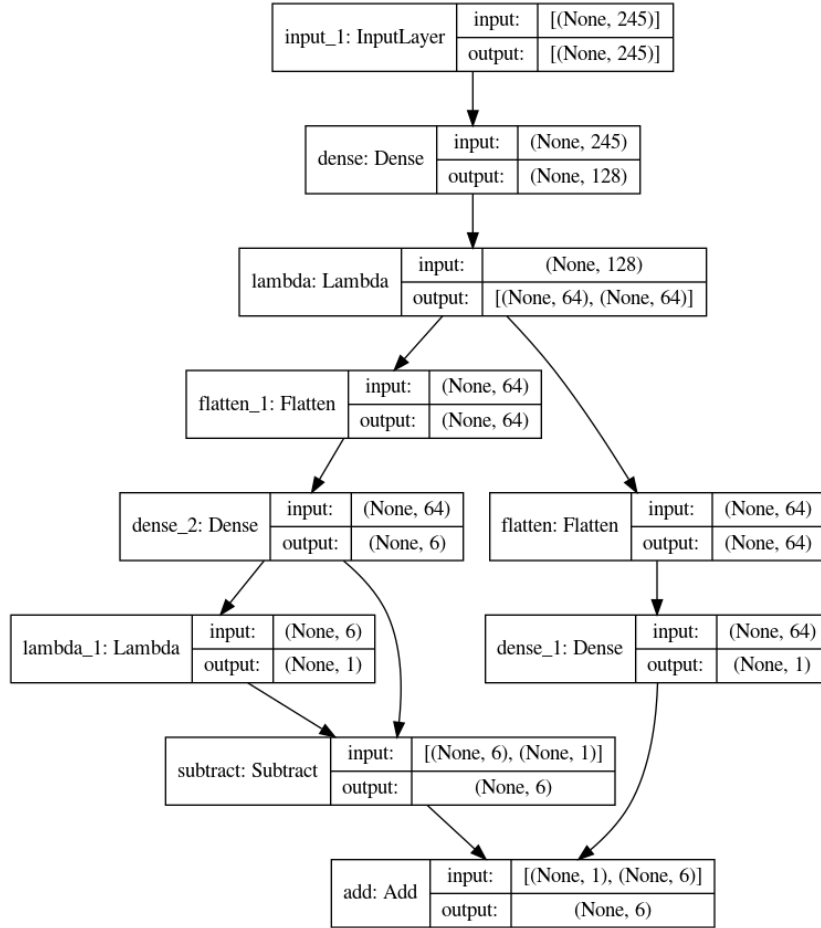 input_1: InputLayer
input: [(None, 245)]
output: [(None, 245)]
dense: Dense
input: (None, 245)
output: (None, 128)
lambda: Lambda
input: (None, 128)
output: [(None, 64), (None, 64)]
flatten_1: Flatten
input: (None, 64)
output: (None, 64)
dense_2: Dense
input: (None, 64)
output: (None, 6)
flatten: Flatten
input: (None, 64)
output: (None, 64)
lambda_1: Lambda
input: (None, 6)
output: (None, 1)
dense_1: Dense
input: (None, 64)
output: (None, 1)
subtract: Subtract
input: [(None, 6), (None, 1)]
output: (None, 6)
add: Add
input: [(None, 1), (None, 6)]
output: (None, 6)